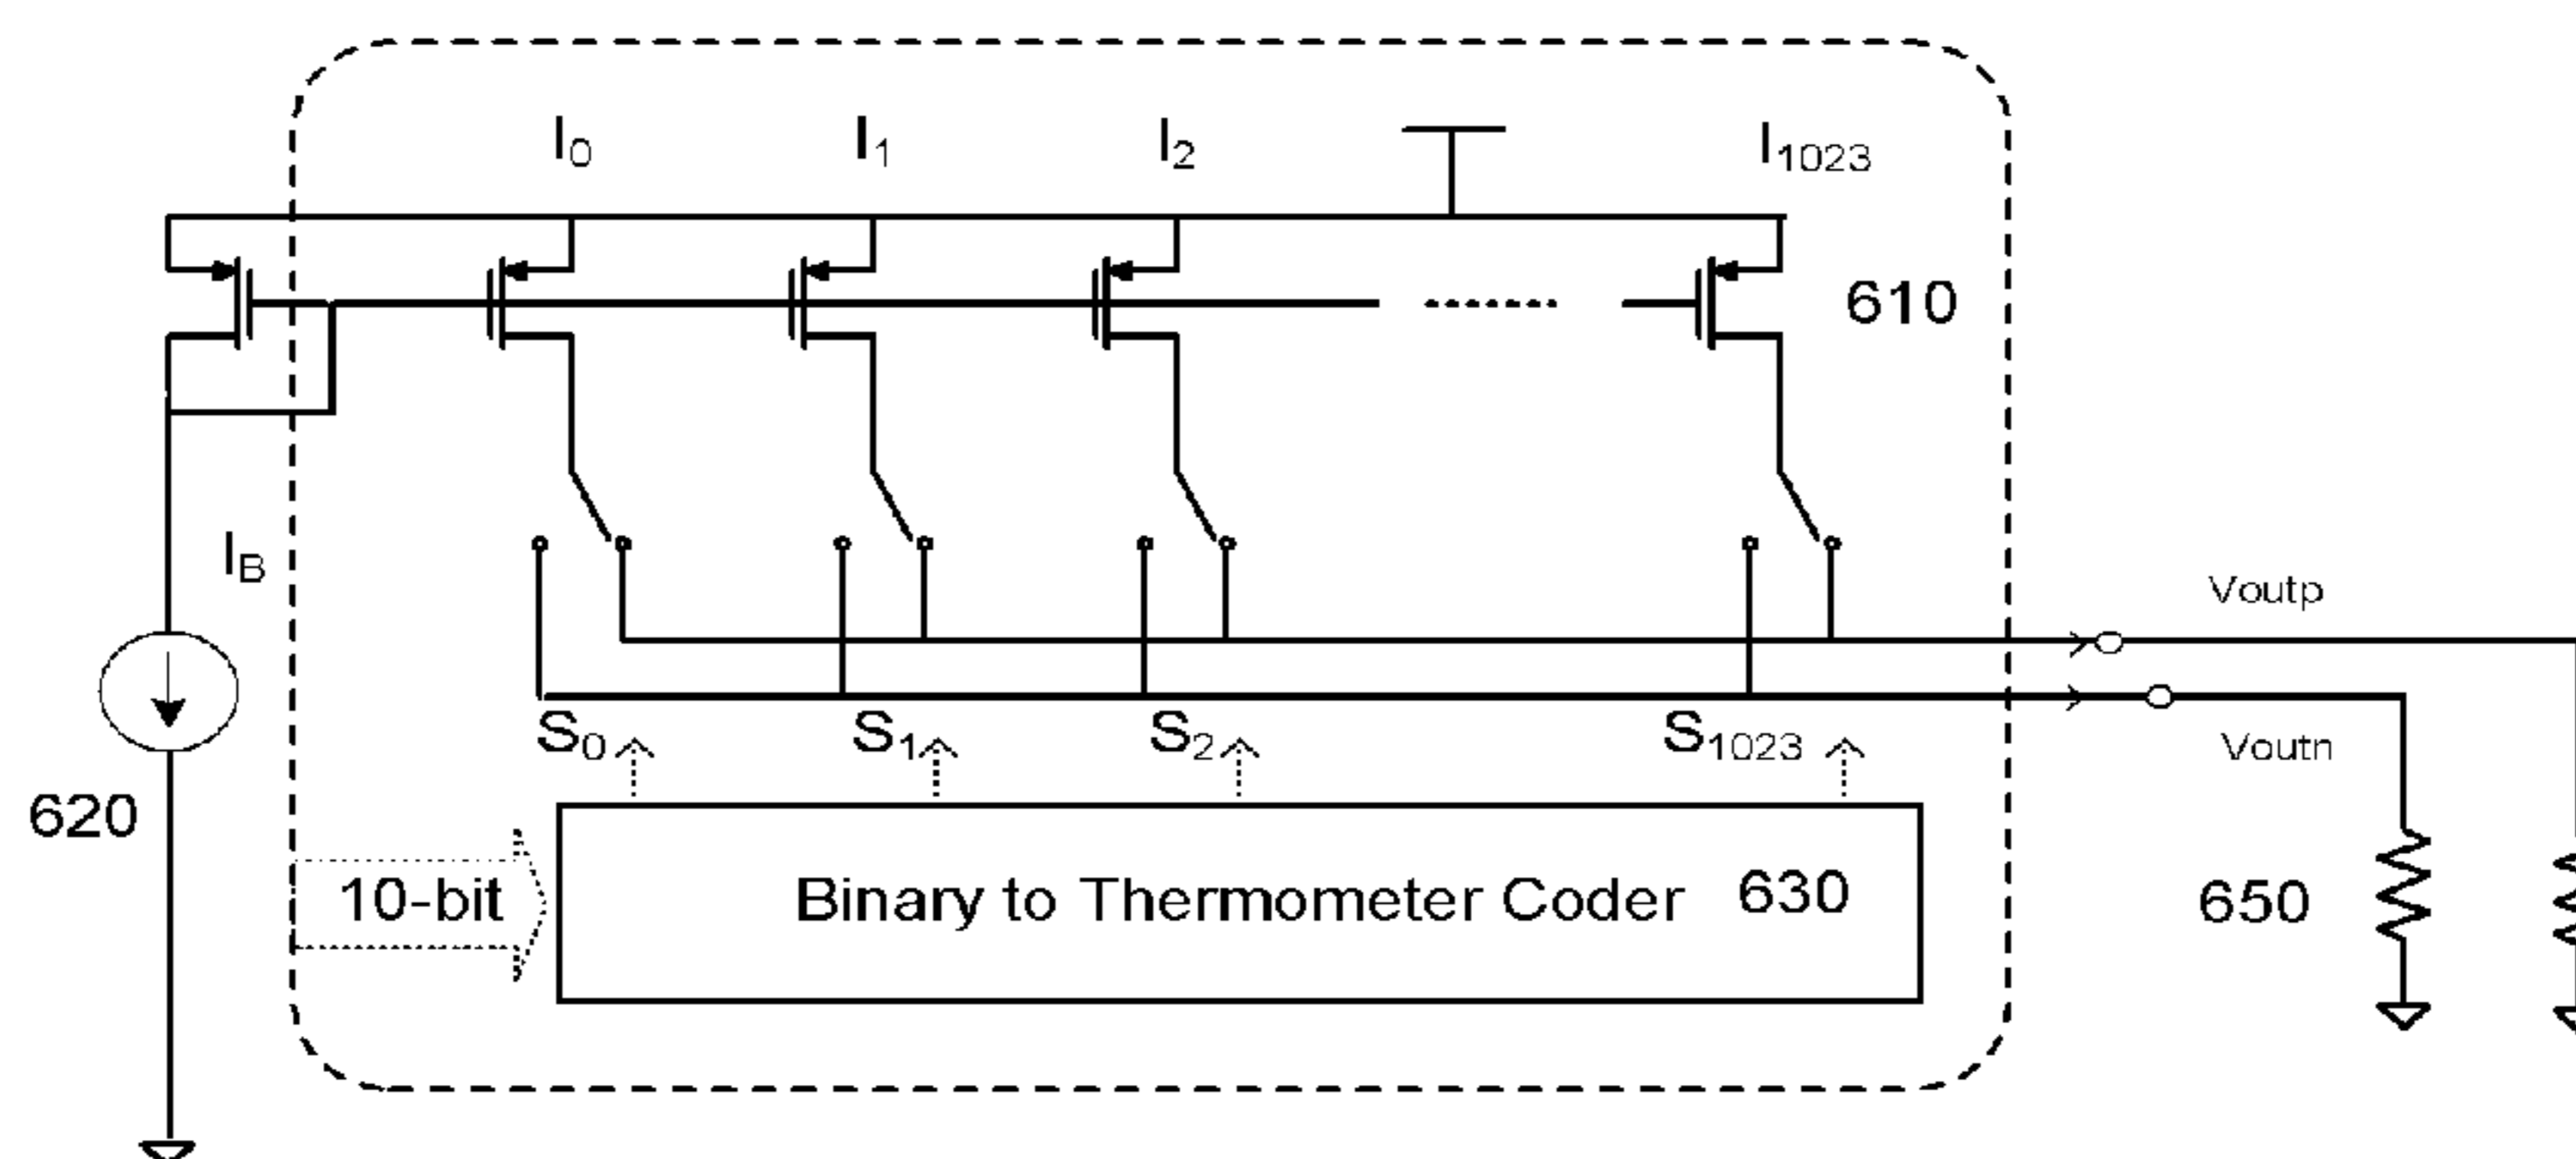 I0 I1 I2 I1023
610
IB
Voutp
S0 S1 S2 S1023 Voutn
620
10-bit Binary to Thermometer Coder 630 650